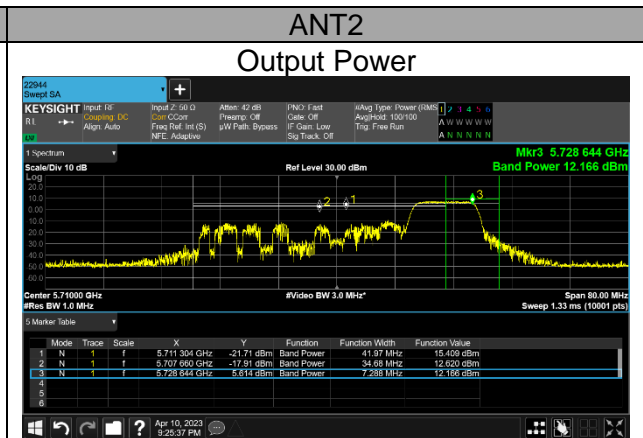 ANT2
Output Power
22944
Swept SA
+
KEYSIGHT Input: RF Input Z: 50 Ω Atten: 42 dB PNO: Fast #Avg Type: Power (RMS 1 2 3 4 5 6
R L Coupling: DC Corr CCorr Preamp: Off Gate: Off Avg|Hold: 100/100 A W W W W W
Align: Auto Freq Ref: Int (S) µW Path: Bypass IF Gain: Low Trig: Free Run
NFE: Adaptive Sig Track: Off A N N N N N
1 Spectrum Mkr3 5.728 644 GHz
Scale/Div 10 dB Ref Level 30.00 dBm Band Power 12.166 dBm
Log
20.0
10.0
0.00
10.0
20.0
30.0
40.0
50.0
60.0
2 1 3
Center 5.71000 GHz #Video BW 3.0 MHz* Span 80.00 MHz
#Res BW 1.0 MHz Sweep 1.33 ms (10001 pts)
5 Marker Table
Mode Trace Scale X Y Function Function Width Function Value
1 N 1 f 5.711 304 GHz -21.71 dBm Band Power 41.97 MHz 15.409 dBm
2 N 1 f 5.707 660 GHz -17.91 dBm Band Power 34.68 MHz 12.620 dBm
3 N 1 f 5.728 644 GHz 5.614 dBm Band Power 7.288 MHz 12.166 dBm
4
5
6
? Apr 10, 2023
9:25:37 PM